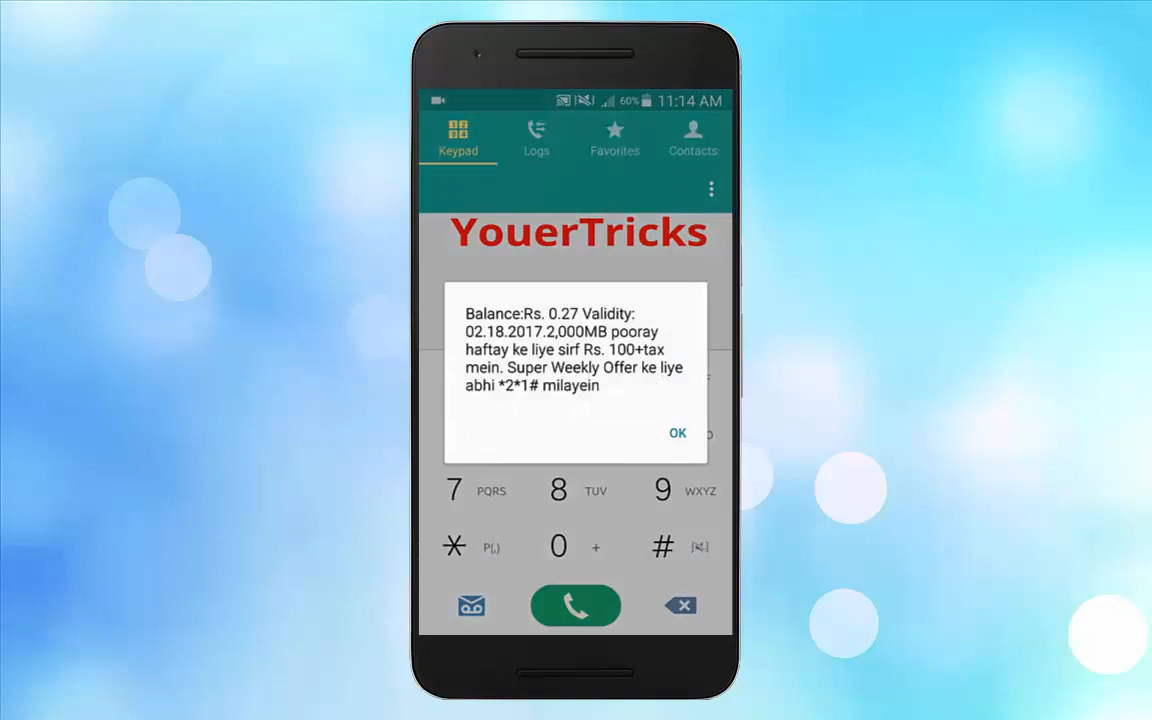 60% 11:14 AM
Keypad Logs Favorites Contacts
YouerTricks
Balance:Rs. 0.27 Validity:
02.18.2017.2,000MB pooray
haftay ke liye sirf Rs. 100+tax
mein. Super Weekly Offer ke liye
abhi *2*1# milayein
OK
7 PQRS 8 TUV 9 WXYZ
* P(,) 0 + #